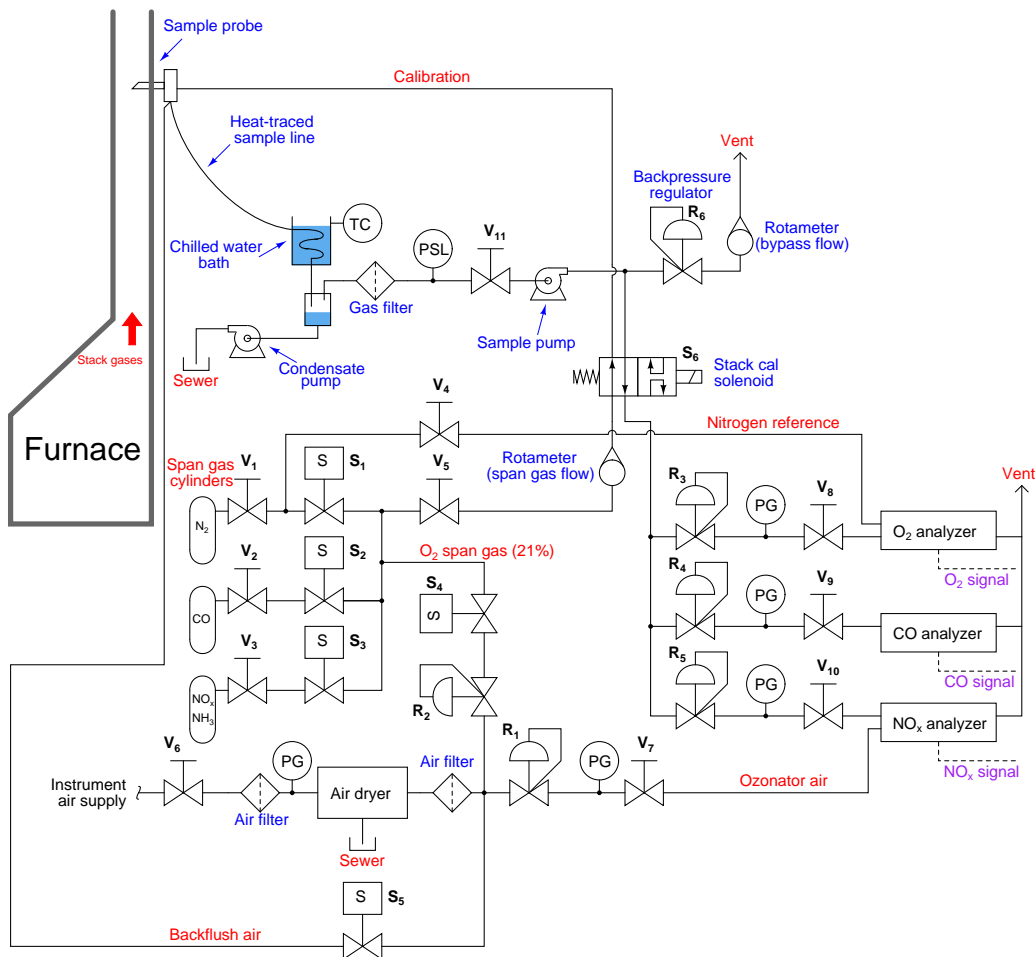 Sample probe
Calibration
Heat-traced
sample line
Vent
Backpressure
regulator
R6
Rotameter
(bypass flow)
TC
Chilled water
bath
PSL
V11
Gas filter
Sample pump
Stack gases
Sewer
Condensate
pump
S6
Stack cal
solenoid
V4
Nitrogen reference
Furnace
Span gas
cylinders
V1
S
S1
V5
Rotameter
(span gas flow)
R3
PG
V8
Vent
N2
O2 analyzer
O2 signal
V2
S
S2
O2 span gas (21%)
S4
S
R4
PG
V9
CO
CO analyzer
CO signal
V3
S
S3
R5
PG
V10
NOx
NH3
R2
NOx analyzer
NOx signal
V6
PG
Air filter
R1
PG
V7
Instrument
air supply
Air dryer
Ozonator air
Air filter
Sewer
S
S5
Backflush air